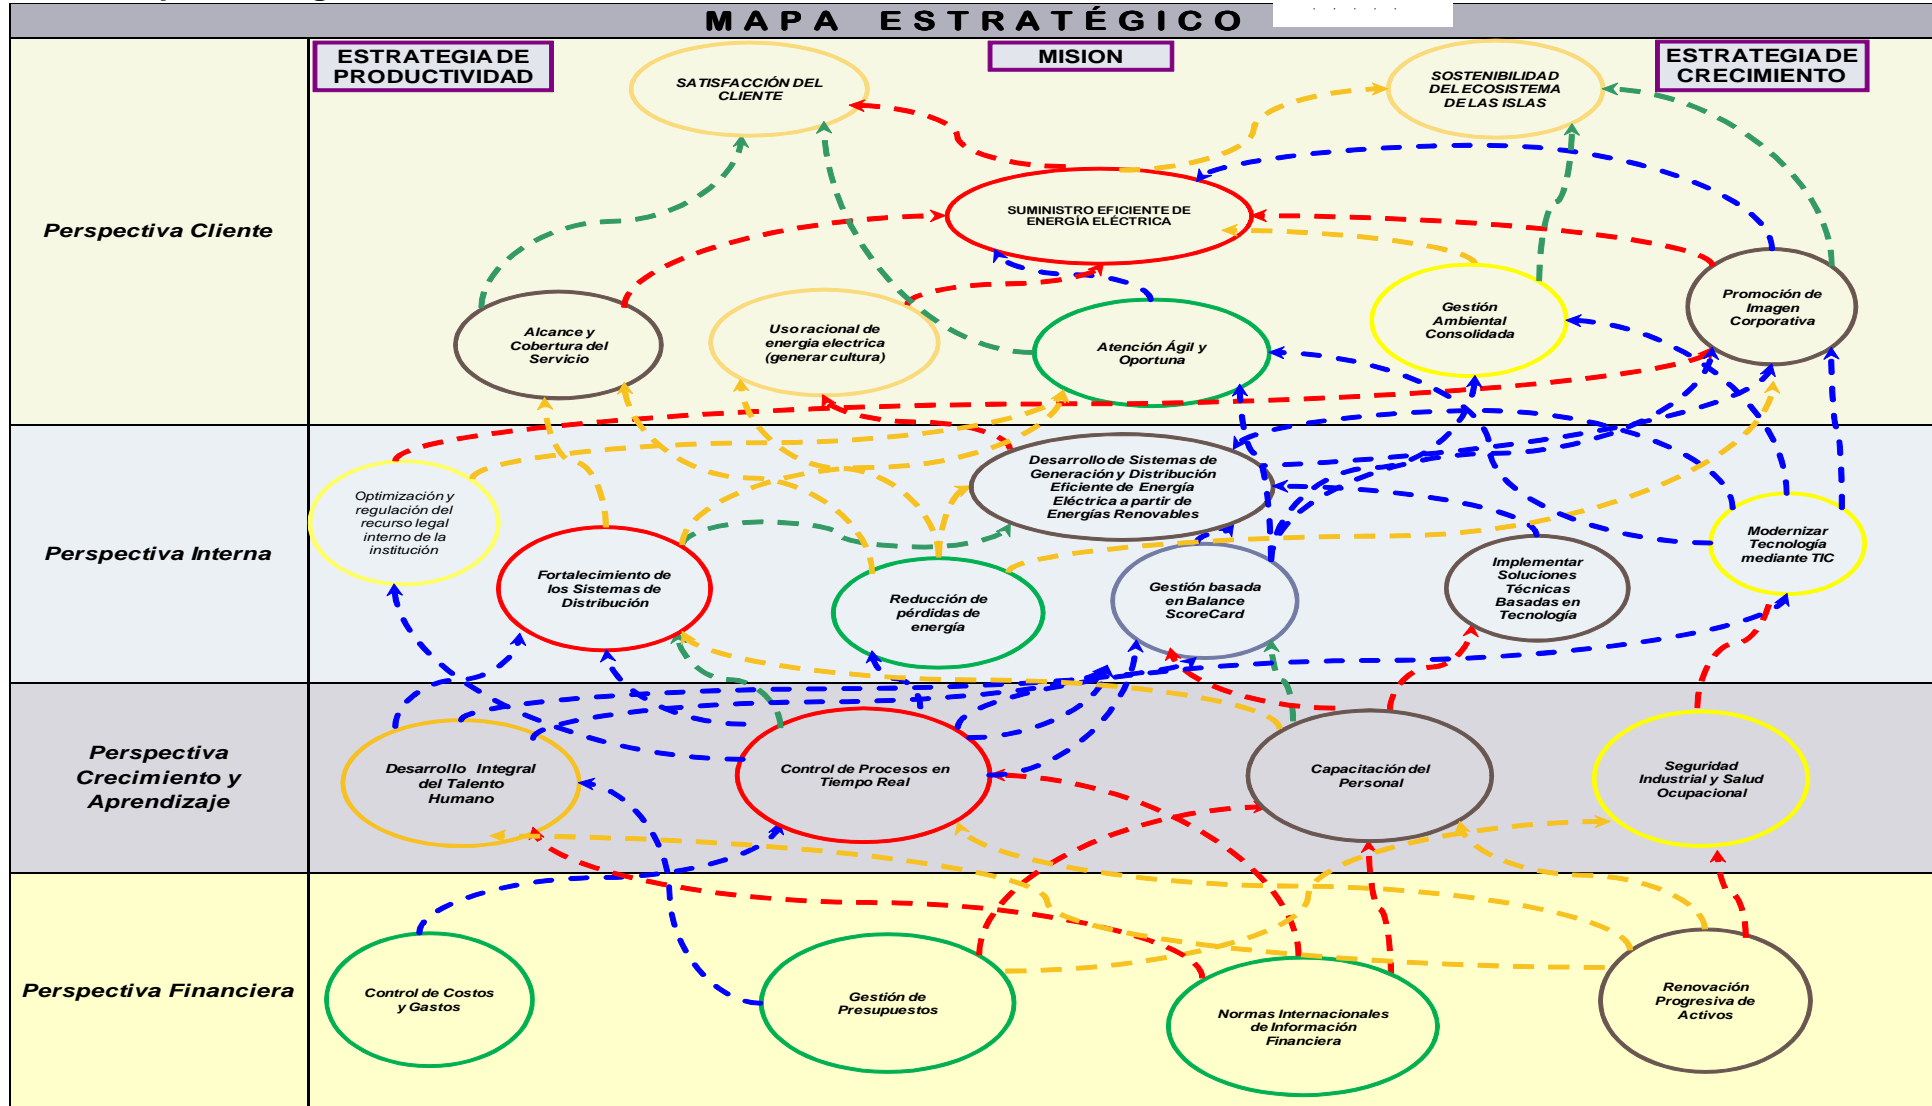 MAPA ESTRATÉGICO
ESTRATEGIA DE
PRODUCTIVIDAD
MISION
ESTRATEGIA DE
CRECIMIENTO
SATISFACCIÓN DEL
CLIENTE
SOSTENIBILIDAD
DEL ECOSISTEMA
DE LAS ISLAS
Perspectiva Cliente
SUMINISTRO EFICIENTE DE
ENERGÍA ELÉCTRICA
Alcance y
Cobertura del
Servicio
Uso racional de
energia electrica
(generar cultura)
Atención Ágil y
Oportuna
Gestión
Ambiental
Consolidada
Promoción de
Imagen
Corporativa
Perspectiva Interna
Optimización y
regulación del
recurso legal
interno de la
institución
Fortalecimiento de
los Sistemas de
Distribución
Reducción de
pérdidas de
energía
Desarrollo de Sistemas de
Generación y Distribución
Eficiente de Energía
Eléctrica a partir de
Energías Renovables
Gestión basada
en Balance
ScoreCard
Implementar
Soluciones
Técnicas
Basadas en
Tecnología
Modernizar
Tecnología
mediante TIC
Perspectiva
Crecimiento y
Aprendizaje
Desarrollo Integral
del Talento
Humano
Control de Procesos en
Tiempo Real
Capacitación del
Personal
Seguridad
Industrial y Salud
Ocupacional
Perspectiva Financiera
Control de Costos
y Gastos
Gestión de
Presupuestos
Normas Internacionales
de Información
Financiera
Renovación
Progresiva de
Activos